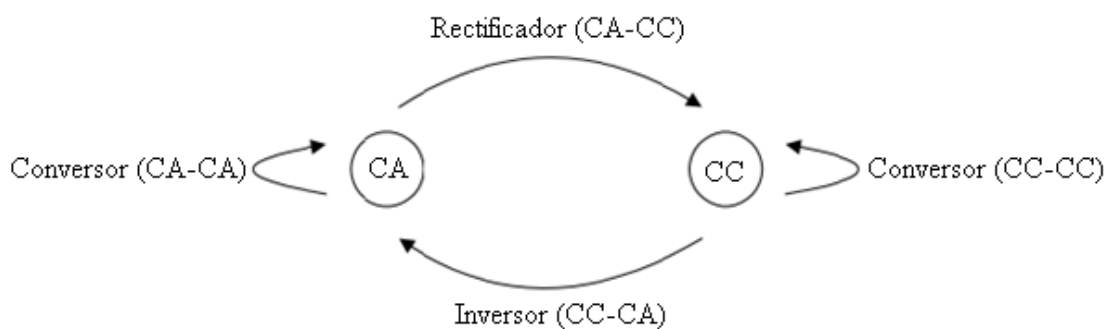 Rectificador (CA-CC)
Conversor (CA-CA)
CA
CC
Conversor (CC-CC)
Inversor (CC-CA)